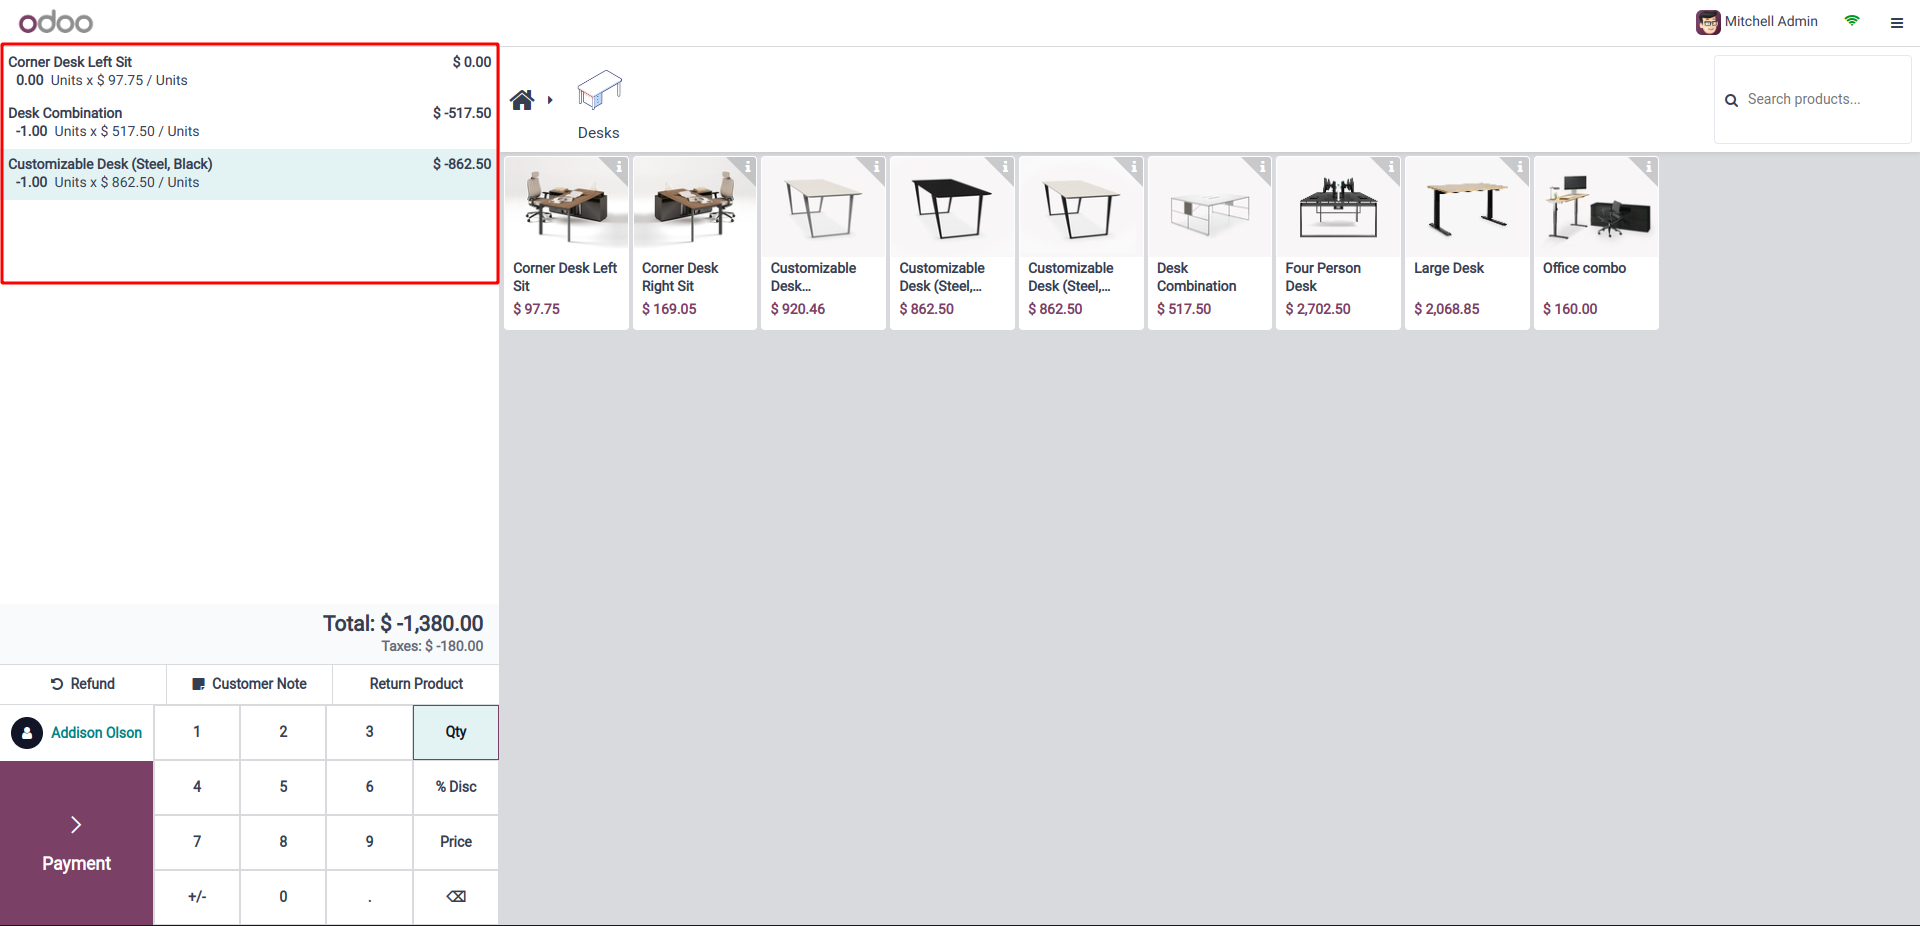 odoo
Mitchell Admin
Corner Desk Left Sit $ 0.00
0.00 Units x $ 97.75 / Units
Desk Combination $ -517.50
-1.00 Units x $ 517.50 / Units
Customizable Desk (Steel, Black) $ -862.50
-1.00 Units x $ 862.50 / Units
Desks
Search products...
Corner Desk Left
Sit
$ 97.75
Corner Desk
Right Sit
$ 169.05
Customizable
Desk...
$ 920.46
Customizable
Desk (Steel,...
$ 862.50
Customizable
Desk (Steel,...
$ 862.50
Desk
Combination
$ 517.50
Four Person
Desk
$ 2,702.50
Large Desk
$ 2,068.85
Office combo
$ 160.00
Total: $ -1,380.00
Taxes: $ -180.00
Refund Customer Note Return Product
Addison Olson 1 2 3 Qty
4 5 6 % Disc
7 8 9 Price
Payment
+/- 0 . ⌫